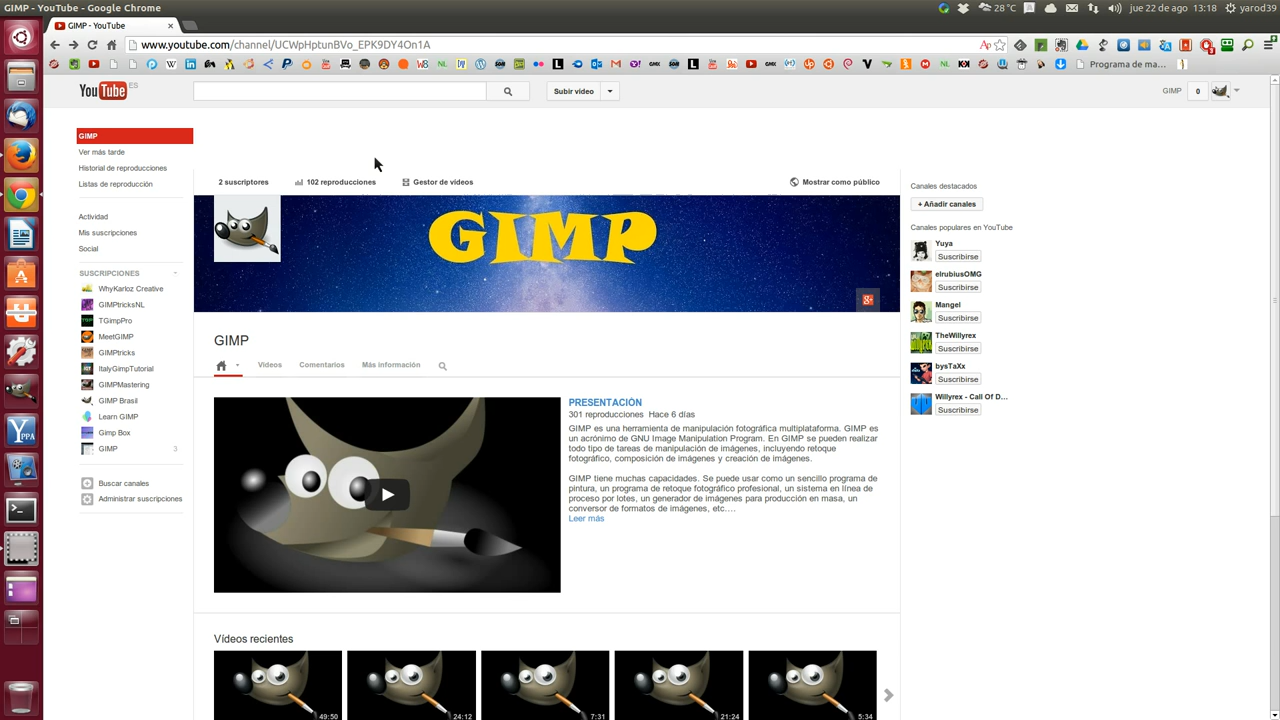 GIMP - YouTube - Google Chrome
28°C
jue22 de ago
13:18
yarod39
GIMP - YouTube
www.youtube.com/channel/UCWpHptunBVo_EPK9DY4On1A
Programa de ma...
YouTube ES
Subir vídeo
GIMP
0
GIMP
Ver más tarde
Historial de reproducciones
Listas de reproducción
Actividad
Mis suscripciones
Social
SUSCRIPCIONES
WhyKarloz Creative
GIMPtricksNL
TGimpPro
MeetGIMP
GIMPtricks
ItalyGimpTutorial
GIMPMastering
GIMP Brasil
Learn GIMP
Gimp Box
GIMP 3
Buscar canales
Administrar suscripciones
2 suscriptores
102 reproducciones
Gestor de vídeos
Mostrar como público
GIMP
GIMP
Vídeos
Comentarios
Más información
PRESENTACIÓN
301 reproducciones Hace 6 días
GIMP es una herramienta de manipulación fotográfica multiplataforma. GIMP es
un acrónimo de GNU Image Manipulation Program. En GIMP se pueden realizar
todo tipo de tareas de manipulación de imágenes, incluyendo retoque
fotográfico, composición de imágenes y creación de imágenes.
GIMP tiene muchas capacidades. Se puede usar como un sencillo programa de
pintura, un programa de retoque fotográfico profesional, un sistema en línea de
proceso por lotes, un generador de imágenes para producción en masa, un
conversor de formatos de imágenes, etc....
Leer más
Vídeos recientes
49:50
24:12
7:31
21:24
5:34
Canales destacados
+ Añadir canales
Canales populares en YouTube
Yuya
Suscribirse
elrubiusOMG
Suscribirse
Mangel
Suscribirse
TheWillyrex
Suscribirse
bysTaXx
Suscribirse
Willyrex - Call Of D...
Suscribirse